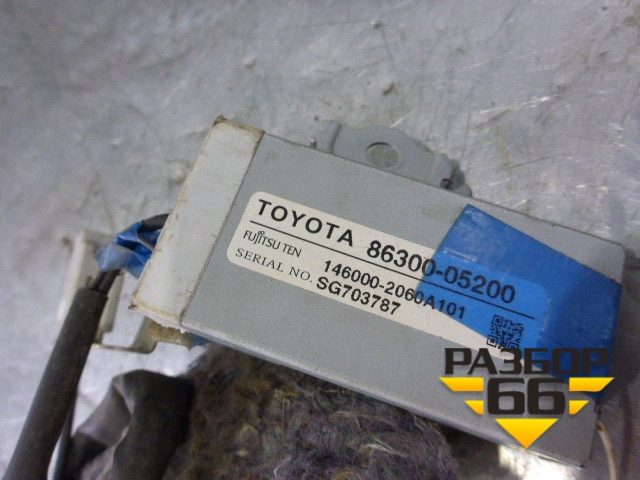 TOYOTA 86300-05200
FUJITSU TEN 146000-2060A101
SERIAL NO. SG703787
РАЗБОР
66